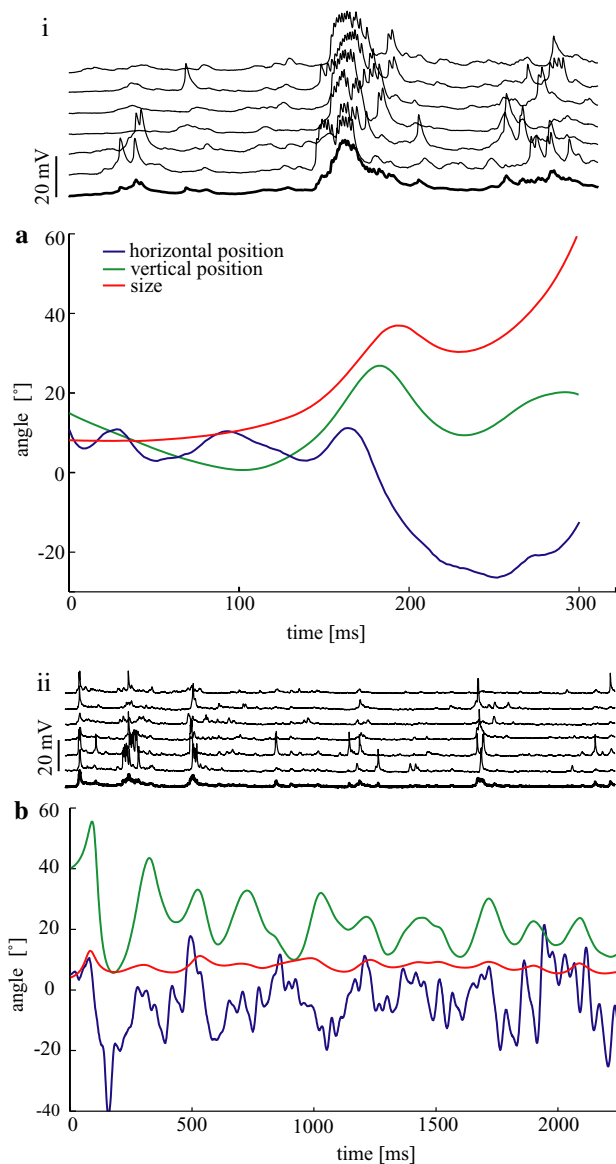 i
20 mV
a
60
horizontal position
vertical position
size
40
20
0
-20
angle [°]
0
100
200
300
time [ms]
ii
20 mV
b
60
40
20
0
-20
-40
angle [°]
0
500
1000
1500
2000
time [ms]